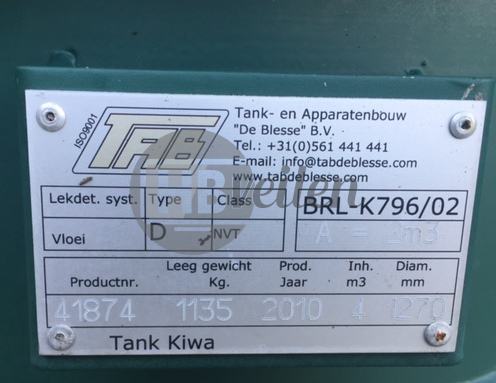 ISO9001
TAB
Tank- en Apparatenbouw
"De Blesse" B.V.
Tel.: +31(0)561 441 441
E-mail: info@tabdeblesse.com
www.tabdeblesse.com
Lekdet. syst. Type Class
BRL-K796/02
Vloei D NVT
A = m3
Leeg gewicht Prod. Inh. Diam.
Productnr. Kg. Jaar m3 mm
41874 1135 2010 4 1270
Tank Kiwa
veilen